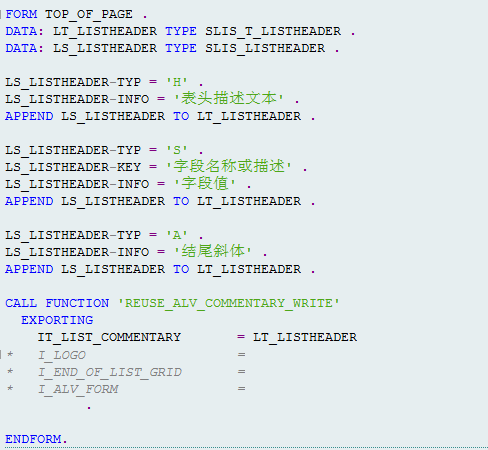 FORM TOP_OF_PAGE .
DATA: LT_LISTHEADER TYPE SLIS_T_LISTHEADER .
DATA: LS_LISTHEADER TYPE SLIS_LISTHEADER .
LS_LISTHEADER-TYP = 'H' .
LS_LISTHEADER-INFO = '表头描述文本' .
APPEND LS_LISTHEADER TO LT_LISTHEADER .
LS_LISTHEADER-TYP = 'S' .
LS_LISTHEADER-KEY = '字段名称或描述' .
LS_LISTHEADER-INFO = '字段值' .
APPEND LS_LISTHEADER TO LT_LISTHEADER .
LS_LISTHEADER-TYP = 'A' .
LS_LISTHEADER-INFO = '结尾斜体' .
APPEND LS_LISTHEADER TO LT_LISTHEADER .
CALL FUNCTION 'REUSE_ALV_COMMENTARY_WRITE'
EXPORTING
IT_LIST_COMMENTARY = LT_LISTHEADER
* I_LOGO =
* I_END_OF_LIST_GRID =
* I_ALV_FORM =
.
ENDFORM.